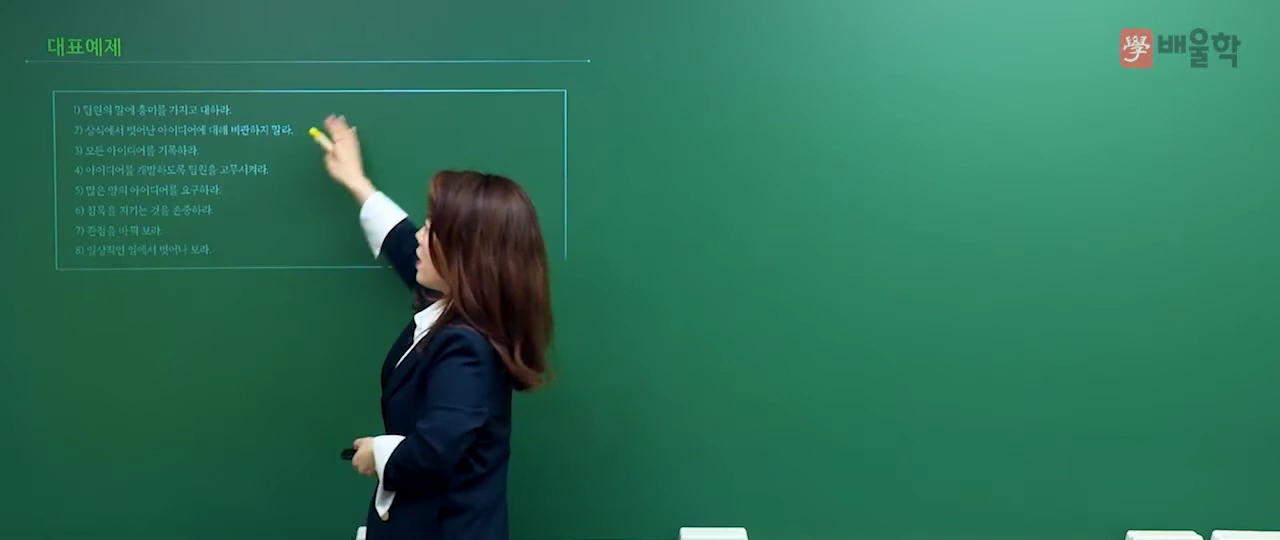 대표예제
學 배울학
1) 팀원의 말에 흥미를 가지고 대하라.
2) 상식에서 벗어난 아이디어에 대해 비판하지 말라.
3) 모든 아이디어를 기록하라.
4) 아이디어를 개발하도록 팀원을 고무시켜라.
5) 많은 양의 아이디어를 요구하라.
6) 침묵을 지키는 것을 존중하라.
7) 관점을 바꿔 보라.
8) 일상적인 일에서 벗어나 보라.